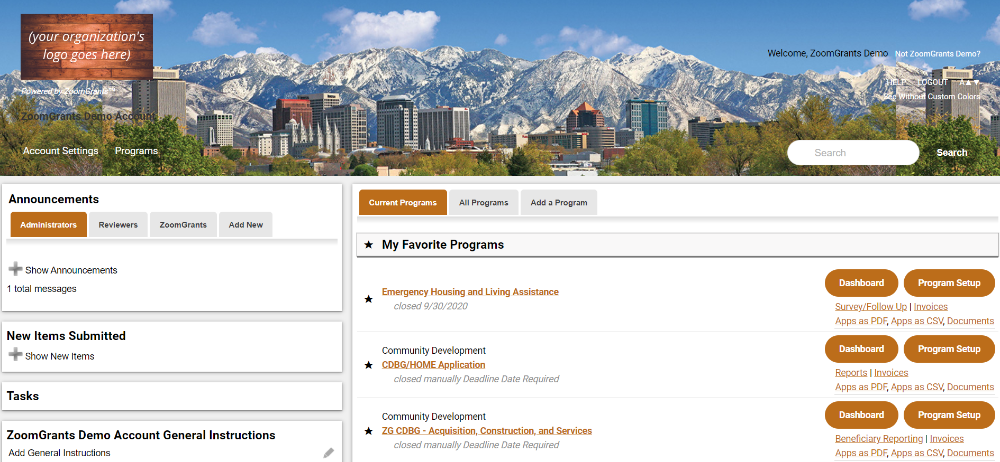 (your organization's
logo goes here)
Powered by ZoomGrants™
ZoomGrants Demo Account
Welcome, ZoomGrants Demo Not ZoomGrants Demo?
HELP LOGOUT A▲▼
See Without Custom Colors
Account Settings Programs
Search Search
Announcements
Administrators Reviewers ZoomGrants Add New
Show Announcements
1 total messages
New Items Submitted
Show New Items
Tasks
ZoomGrants Demo Account General Instructions
Add General Instructions
Current Programs All Programs Add a Program
★ My Favorite Programs
★ Emergency Housing and Living Assistance
closed 9/30/2020
Dashboard Program Setup
Survey/Follow Up | Invoices
Apps as PDF, Apps as CSV, Documents
Community Development
★ CDBG/HOME Application
closed manually Deadline Date Required
Dashboard Program Setup
Reports | Invoices
Apps as PDF, Apps as CSV, Documents
Community Development
★ ZG CDBG - Acquisition, Construction, and Services
closed manually Deadline Date Required
Dashboard Program Setup
Beneficiary Reporting | Invoices
Apps as PDF, Apps as CSV, Documents